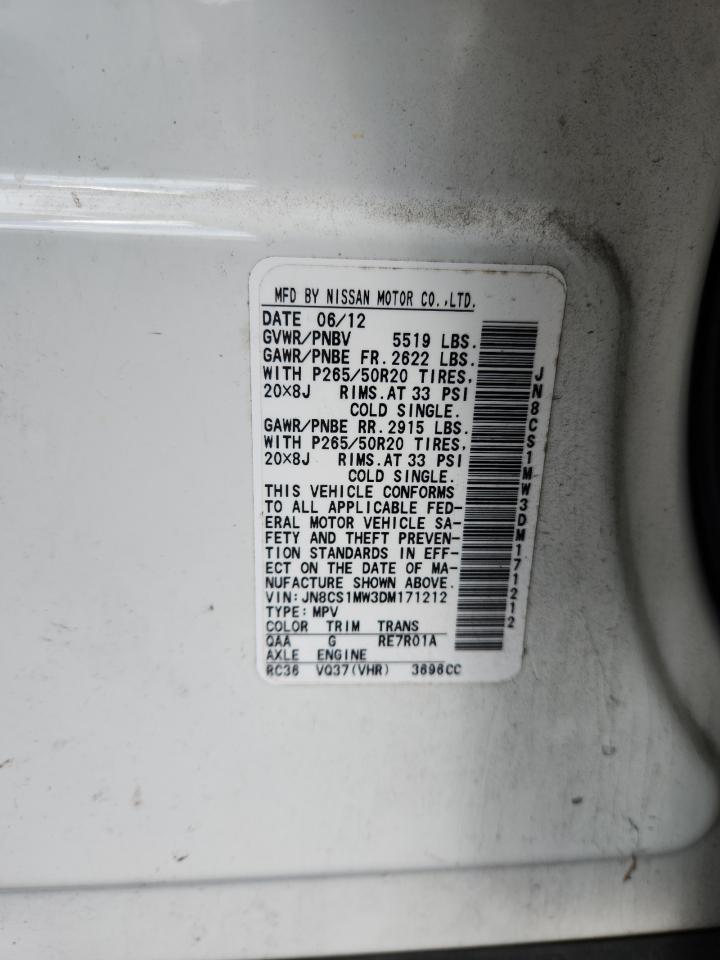 MFD BY NISSAN MOTOR CO.,LTD.
DATE 06/12
GVWR/PNBV 5519 LBS.
GAWR/PNBE FR. 2622 LBS.
WITH P265/50R20 TIRES,
20×8J RIMS.AT 33 PSI
COLD SINGLE.
GAWR/PNBE RR. 2915 LBS.
WITH P265/50R20 TIRES,
20×8J RIMS.AT 33 PSI
COLD SINGLE.
THIS VEHICLE CONFORMS
TO ALL APPLICABLE FED-
ERAL MOTOR VEHICLE SA-
FETY AND THEFT PREVEN-
TION STANDARDS IN EFF-
ECT ON THE DATE OF MA-
NUFACTURE SHOWN ABOVE.
VIN: JN8CS1MW3DM171212
TYPE: MPV
COLOR TRIM TRANS
QAA G RE7R01A
AXLE ENGINE
RC36 VQ37(VHR) 3696CC
JN8CS1MW3DM171212